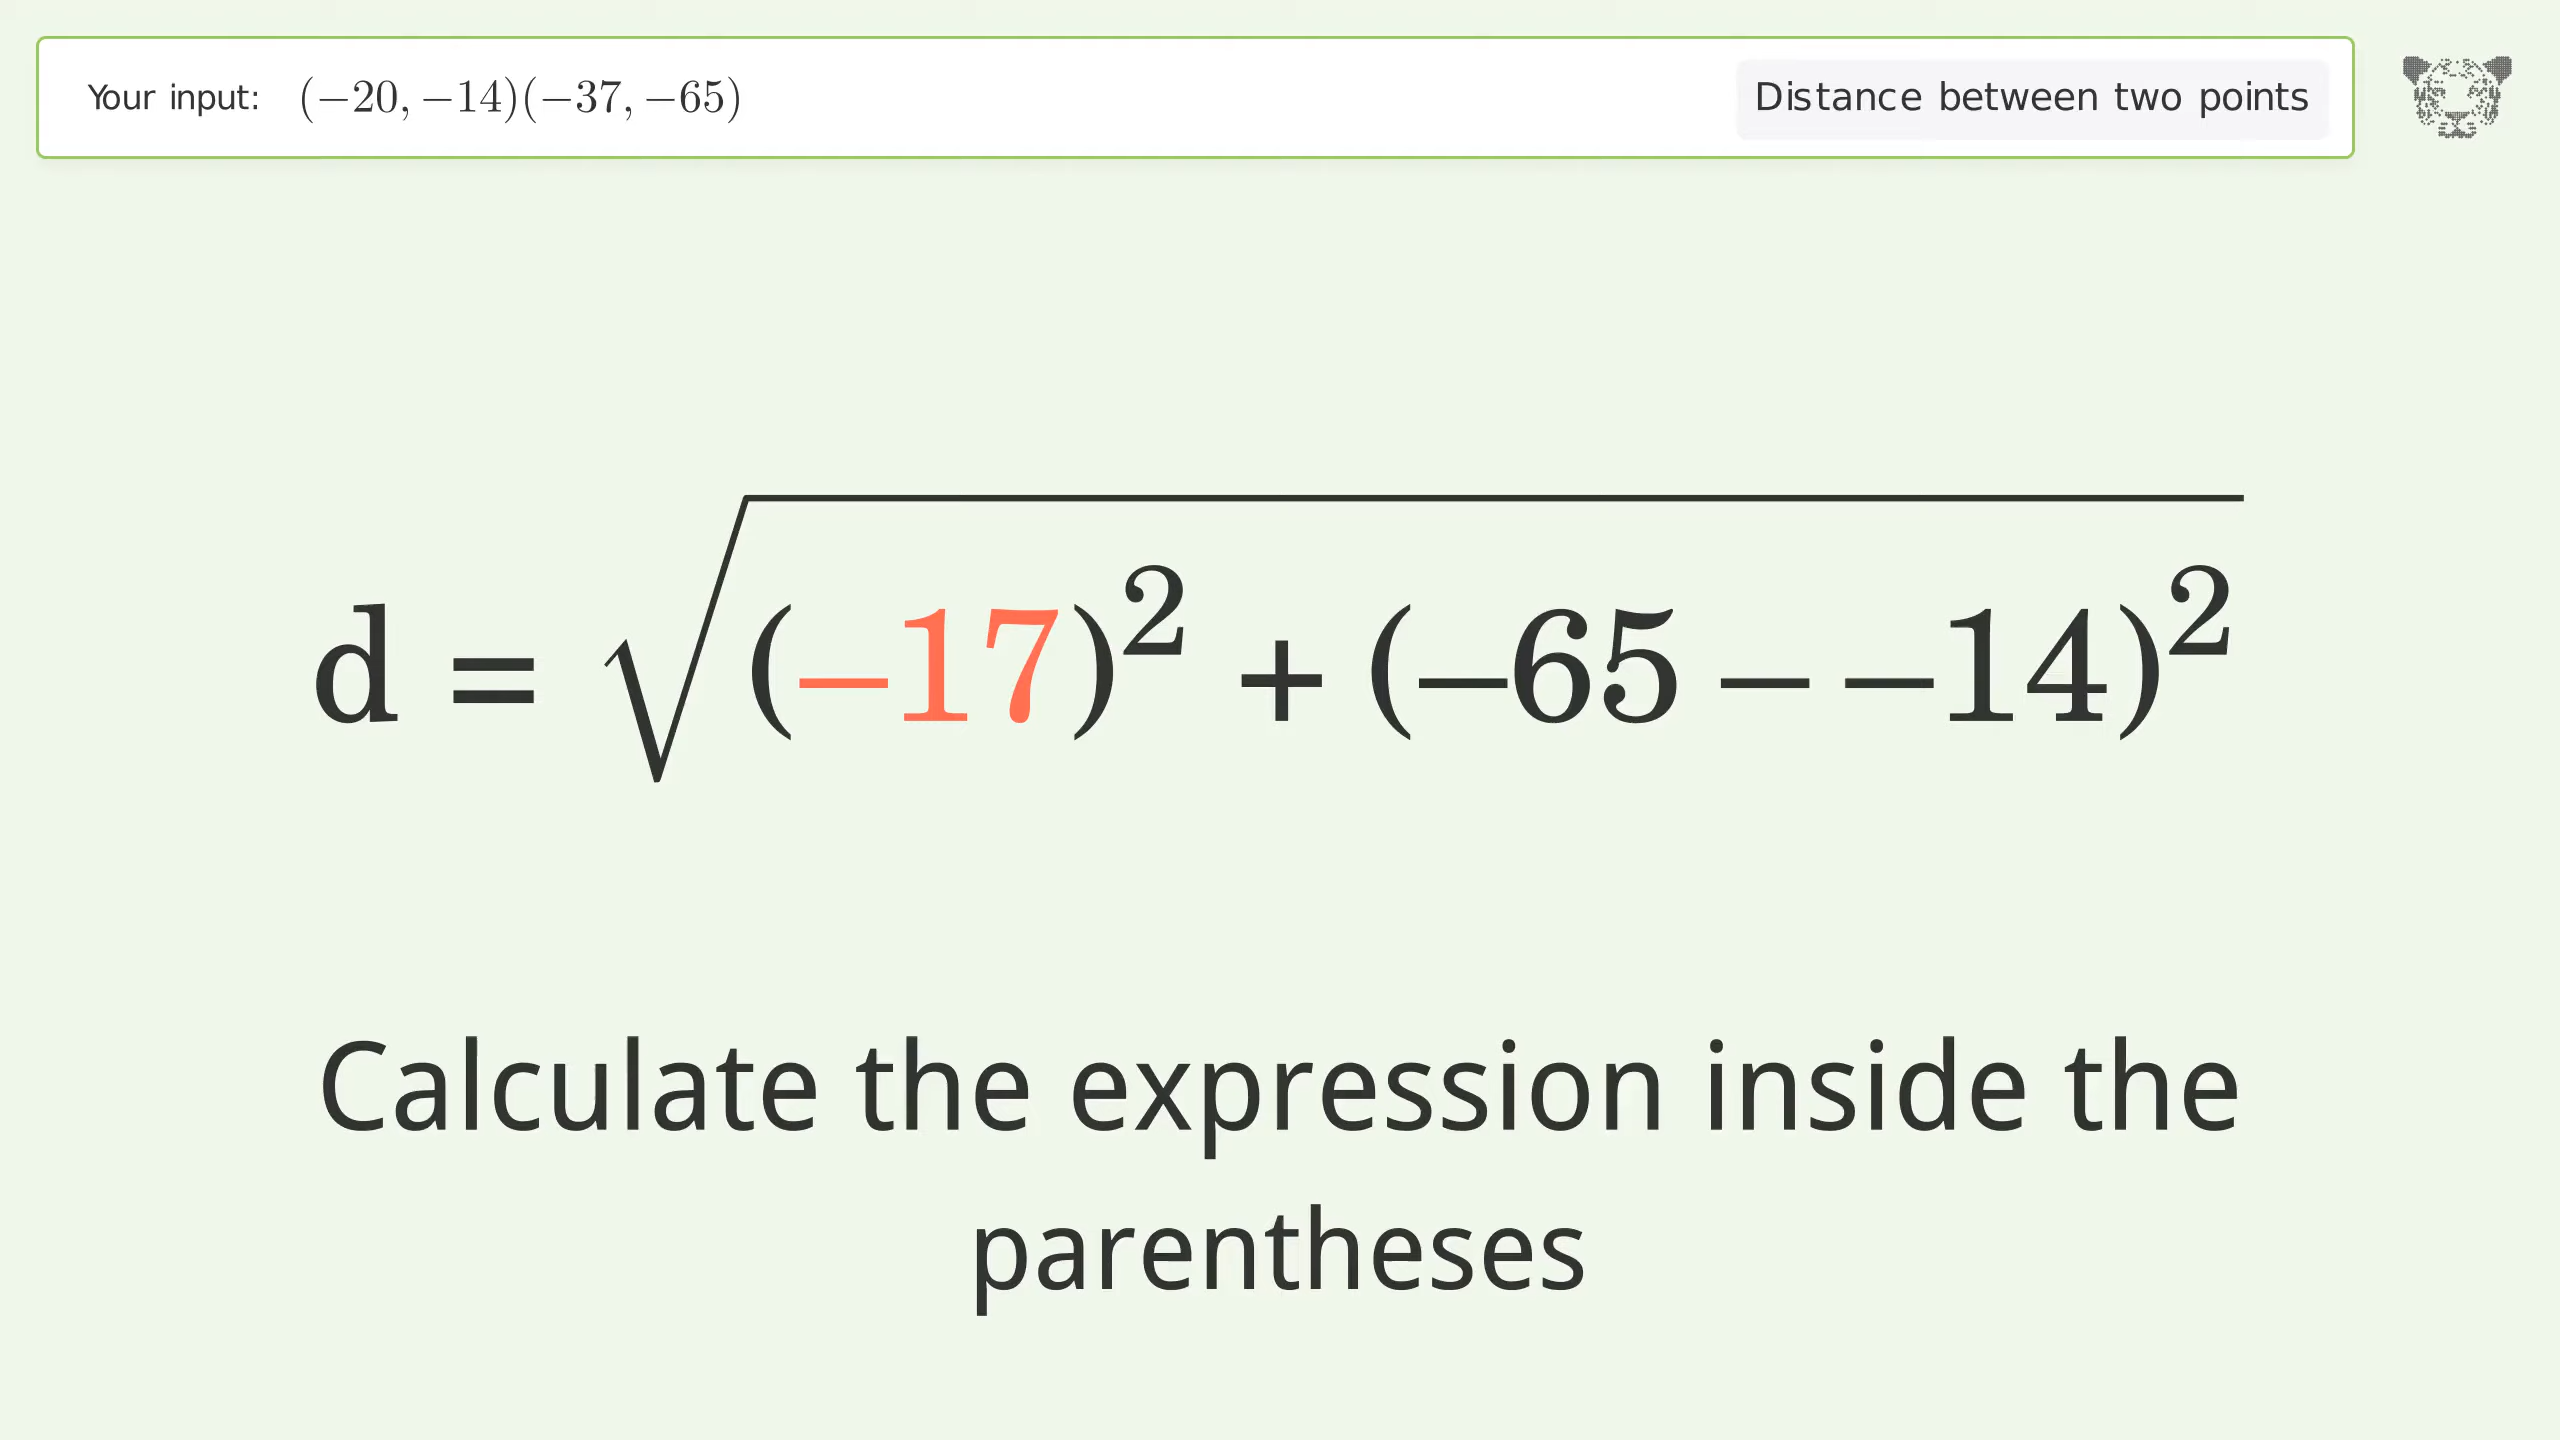 Your input: (−20, −14)(−37, −65)
Distance between two points
d = √(−17)² + (−65 − −14)²
Calculate the expression inside the
parentheses